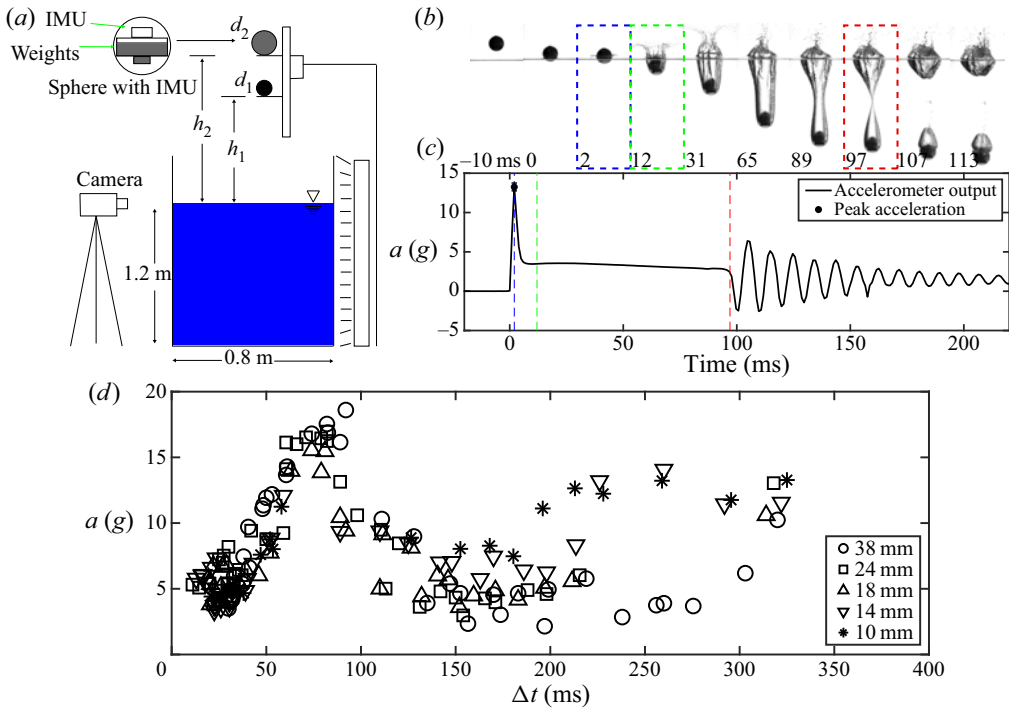 (a)
IMU
Weights
Sphere with IMU
d2
d1
h2
h1
Camera
1.2 m
0.8 m
(b)
−10 ms 0 2 12 31 65 89 97 107 113
(c)
15
10
5
0
−5
a (g)
Accelerometer output
Peak acceleration
0 50 100 150 200
Time (ms)
(d)
20
15
10
5
a (g)
38 mm
24 mm
18 mm
14 mm
10 mm
0 50 100 150 200 250 300 350 400
Δt (ms)